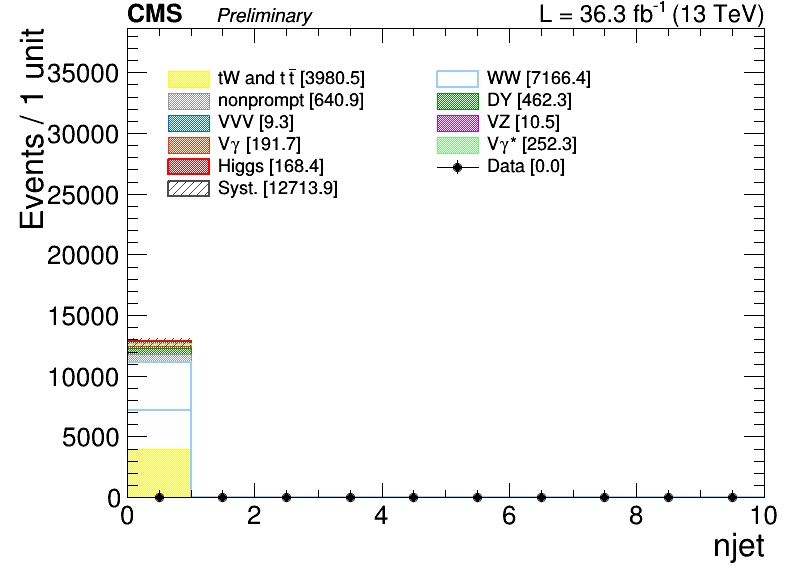 CMS Preliminary L = 36.3 fb⁻¹ (13 TeV)
Events / 1 unit
35000
30000
25000
20000
15000
10000
5000
0
tW and t t̅ [3980.5]
nonprompt [640.9]
VVV [9.3]
Vγ [191.7]
Higgs [168.4]
Syst. [12713.9]
WW [7166.4]
DY [462.3]
VZ [10.5]
Vγ* [252.3]
Data [0.0]
0 2 4 6 8 10
njet